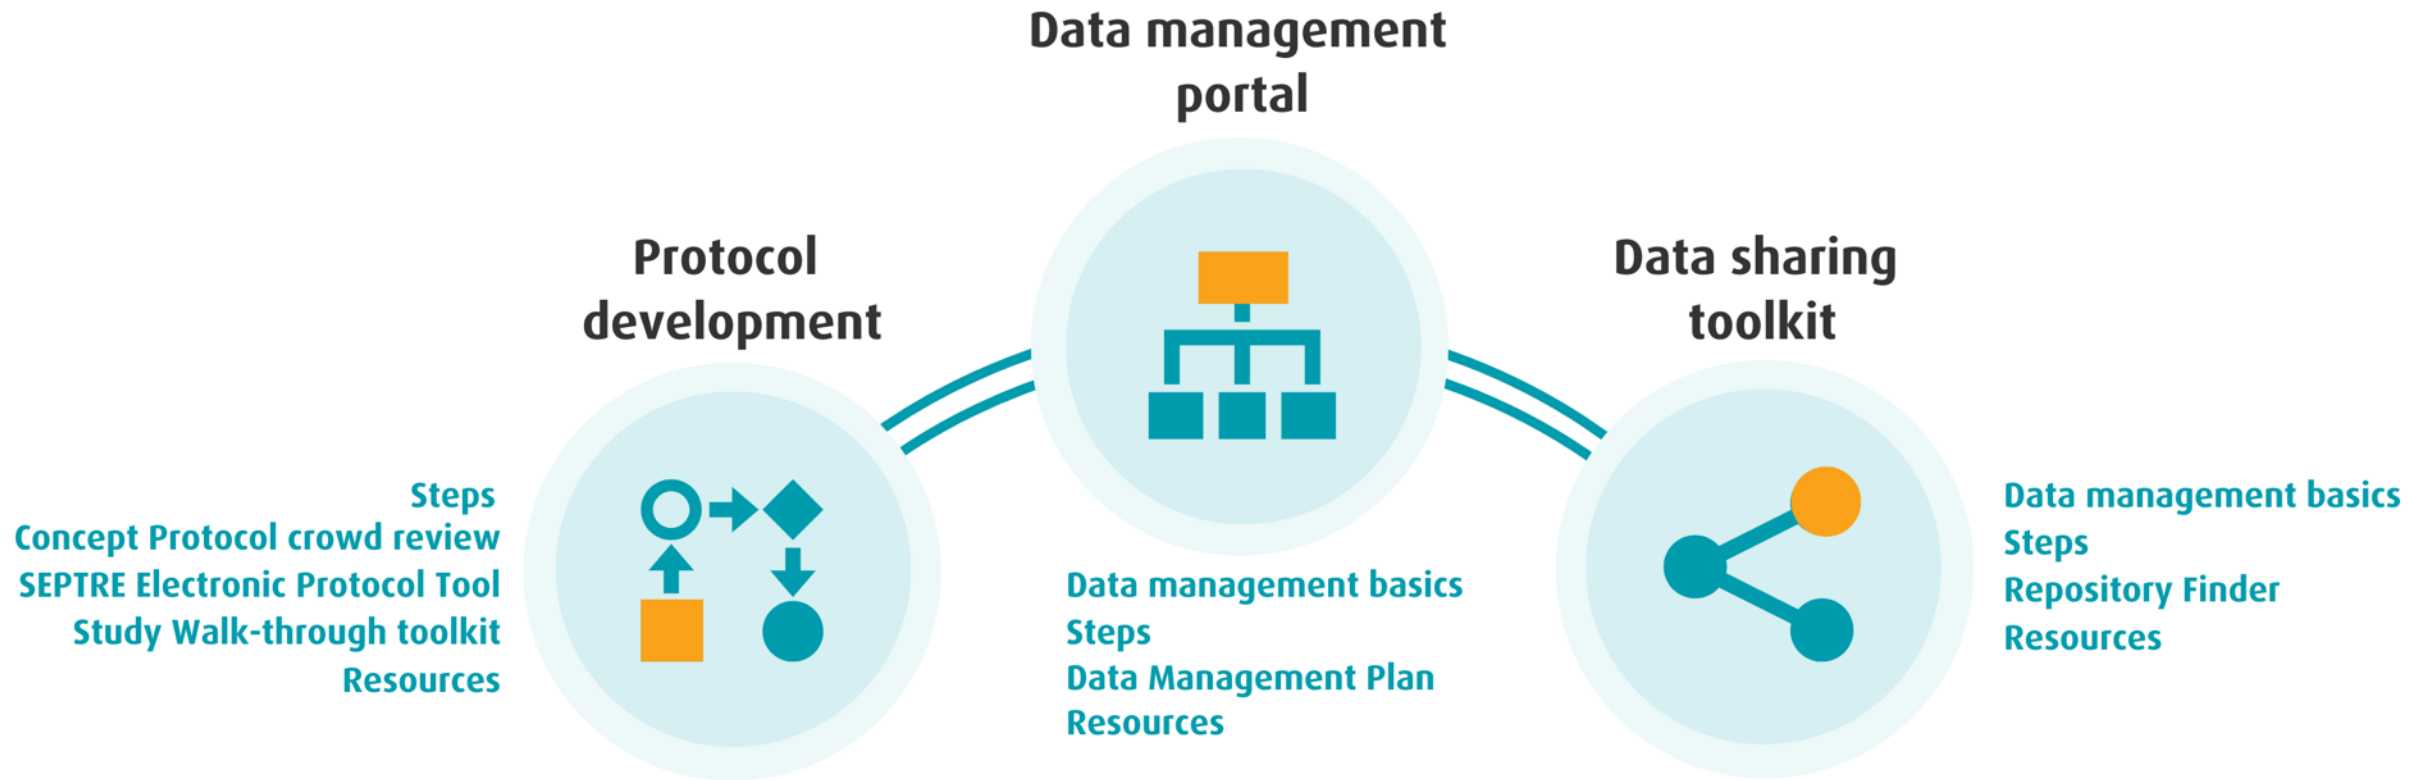 Data management
portal
Protocol
development
Data sharing
toolkit
Steps
Concept Protocol crowd review
SEPTRE Electronic Protocol Tool
Study Walk-through toolkit
Resources
Data management basics
Steps
Data Management Plan
Resources
Data management basics
Steps
Repository Finder
Resources